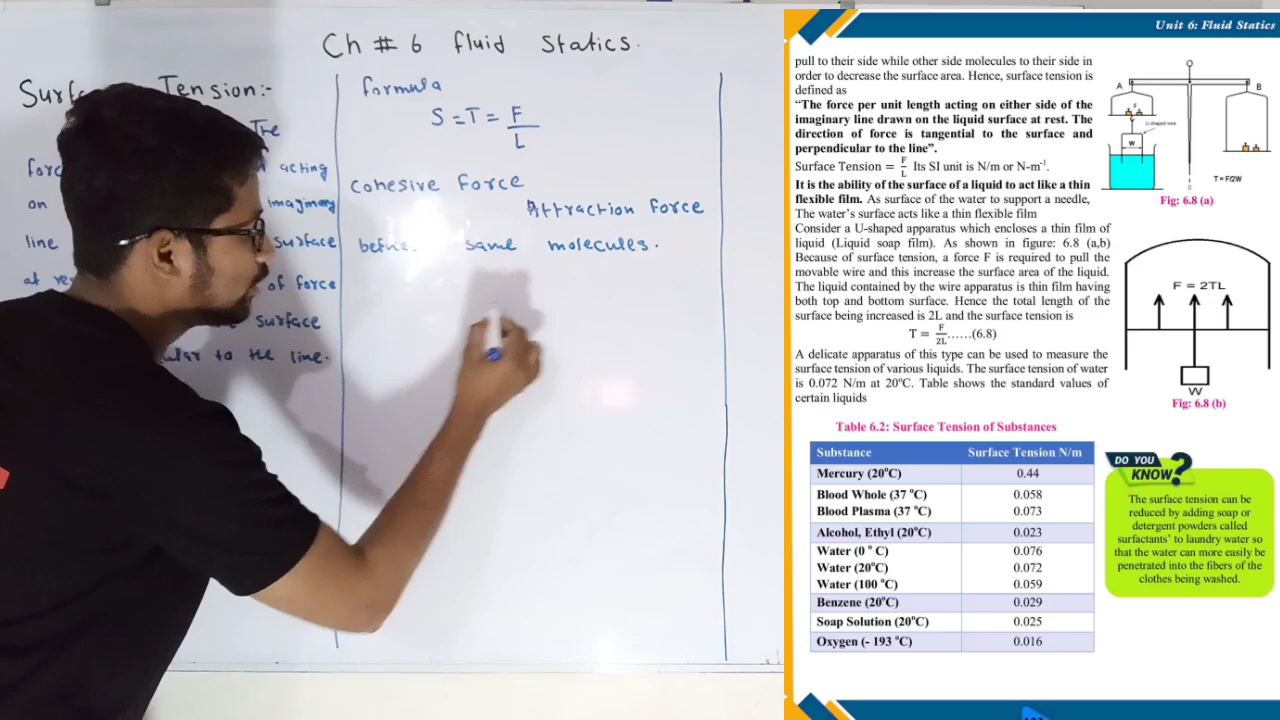 Ch # 6 fluid statics.
Tension:-
The
acting
on imaginary
line surface
of force
surface
to the line.
formula
S = T = F
L
Cohesive Force
Attraction Force
same molecules.
Unit 6: Fluid Statics
pull to their side while other side molecules to their side in
order to decrease the surface area. Hence, surface tension is
defined as
“The force per unit length acting on either side of the
imaginary line drawn on the liquid surface at rest. The
direction of force is tangential to the surface and
perpendicular to the line”.
Surface Tension = F/L Its SI unit is N/m or N-m⁻¹.
It is the ability of the surface of a liquid to act like a thin
flexible film. As surface of the water to support a needle,
The water's surface acts like a thin flexible film
Consider a U-shaped apparatus which encloses a thin film of
liquid (Liquid soap film). As shown in figure: 6.8 (a,b)
Because of surface tension, a force F is required to pull the
movable wire and this increase the surface area of the liquid.
The liquid contained by the wire apparatus is thin film having
both top and bottom surface. Hence the total length of the
surface being increased is 2L and the surface tension is
T = F/2L ......(6.8)
A delicate apparatus of this type can be used to measure the
surface tension of various liquids. The surface tension of water
is 0.072 N/m at 20ºC. Table shows the standard values of
certain liquids
A B
F
U-shaped wire
W
T = F/2W
Fig: 6.8 (a)
F = 2TL
W
Fig: 6.8 (b)
Table 6.2: Surface Tension of Substances
Substance Surface Tension N/m
Mercury (20ºC) 0.44
Blood Whole (37 ºC) 0.058
Blood Plasma (37 ºC) 0.073
Alcohol, Ethyl (20ºC) 0.023
Water (0 º C) 0.076
Water (20ºC) 0.072
Water (100 ºC) 0.059
Benzene (20ºC) 0.029
Soap Solution (20ºC) 0.025
Oxygen (- 193 ºC) 0.016
DO YOU
KNOW?
The surface tension can be
reduced by adding soap or
detergent powders called
surfactants' to laundry water so
that the water can more easily be
penetrated into the fibers of the
clothes being washed.